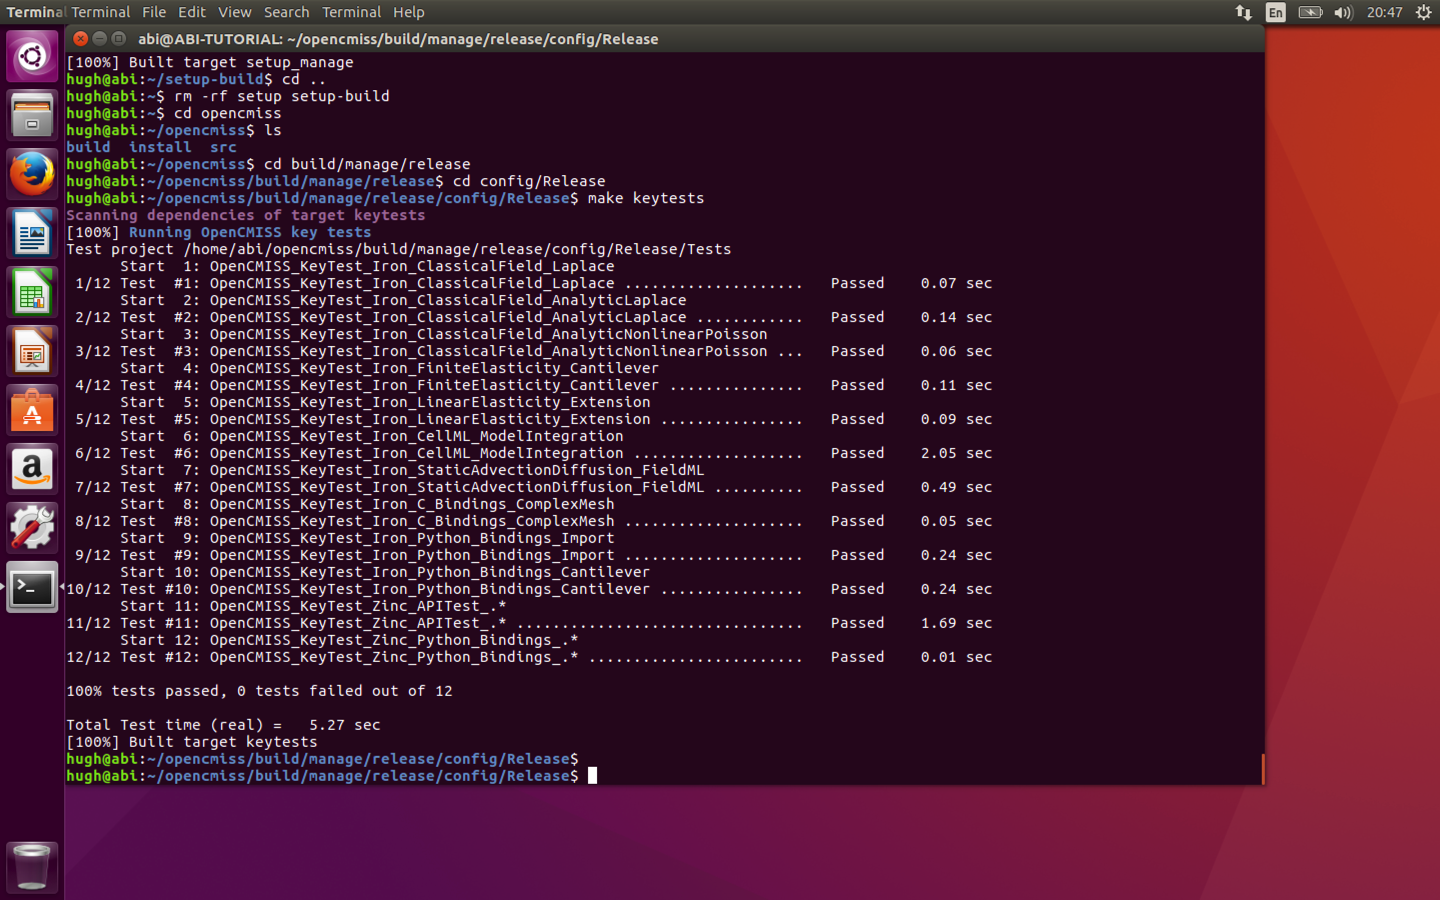 Terminal Terminal File Edit View Search Terminal Help En 20:47
abi@ABI-TUTORIAL: ~/opencmiss/build/manage/release/config/Release
[100%] Built target setup_manage
hugh@abi:~/setup-build$ cd ..
hugh@abi:~$ rm -rf setup setup-build
hugh@abi:~$ cd opencmiss
hugh@abi:~/opencmiss$ ls
build  install  src
hugh@abi:~/opencmiss$ cd build/manage/release
hugh@abi:~/opencmiss/build/manage/release$ cd config/Release
hugh@abi:~/opencmiss/build/manage/release/config/Release$ make keytests
Scanning dependencies of target keytests
[100%] Running OpenCMISS key tests
Test project /home/abi/opencmiss/build/manage/release/config/Release/Tests
      Start  1: OpenCMISS_KeyTest_Iron_ClassicalField_Laplace
 1/12 Test  #1: OpenCMISS_KeyTest_Iron_ClassicalField_Laplace ....................   Passed    0.07 sec
      Start  2: OpenCMISS_KeyTest_Iron_ClassicalField_AnalyticLaplace
 2/12 Test  #2: OpenCMISS_KeyTest_Iron_ClassicalField_AnalyticLaplace ............   Passed    0.14 sec
      Start  3: OpenCMISS_KeyTest_Iron_ClassicalField_AnalyticNonlinearPoisson
 3/12 Test  #3: OpenCMISS_KeyTest_Iron_ClassicalField_AnalyticNonlinearPoisson ...   Passed    0.06 sec
      Start  4: OpenCMISS_KeyTest_Iron_FiniteElasticity_Cantilever
 4/12 Test  #4: OpenCMISS_KeyTest_Iron_FiniteElasticity_Cantilever ...............   Passed    0.11 sec
      Start  5: OpenCMISS_KeyTest_Iron_LinearElasticity_Extension
 5/12 Test  #5: OpenCMISS_KeyTest_Iron_LinearElasticity_Extension ................   Passed    0.09 sec
      Start  6: OpenCMISS_KeyTest_Iron_CellML_ModelIntegration
 6/12 Test  #6: OpenCMISS_KeyTest_Iron_CellML_ModelIntegration ...................   Passed    2.05 sec
      Start  7: OpenCMISS_KeyTest_Iron_StaticAdvectionDiffusion_FieldML
 7/12 Test  #7: OpenCMISS_KeyTest_Iron_StaticAdvectionDiffusion_FieldML ..........   Passed    0.49 sec
      Start  8: OpenCMISS_KeyTest_Iron_C_Bindings_ComplexMesh
 8/12 Test  #8: OpenCMISS_KeyTest_Iron_C_Bindings_ComplexMesh ....................   Passed    0.05 sec
      Start  9: OpenCMISS_KeyTest_Iron_Python_Bindings_Import
 9/12 Test  #9: OpenCMISS_KeyTest_Iron_Python_Bindings_Import ....................   Passed    0.24 sec
      Start 10: OpenCMISS_KeyTest_Iron_Python_Bindings_Cantilever
10/12 Test #10: OpenCMISS_KeyTest_Iron_Python_Bindings_Cantilever ................   Passed    0.24 sec
      Start 11: OpenCMISS_KeyTest_Zinc_APITest_.*
11/12 Test #11: OpenCMISS_KeyTest_Zinc_APITest_.* ................................   Passed    1.69 sec
      Start 12: OpenCMISS_KeyTest_Zinc_Python_Bindings_.*
12/12 Test #12: OpenCMISS_KeyTest_Zinc_Python_Bindings_.* ........................   Passed    0.01 sec

100% tests passed, 0 tests failed out of 12

Total Test time (real) =   5.27 sec
[100%] Built target keytests
hugh@abi:~/opencmiss/build/manage/release/config/Release$
hugh@abi:~/opencmiss/build/manage/release/config/Release$